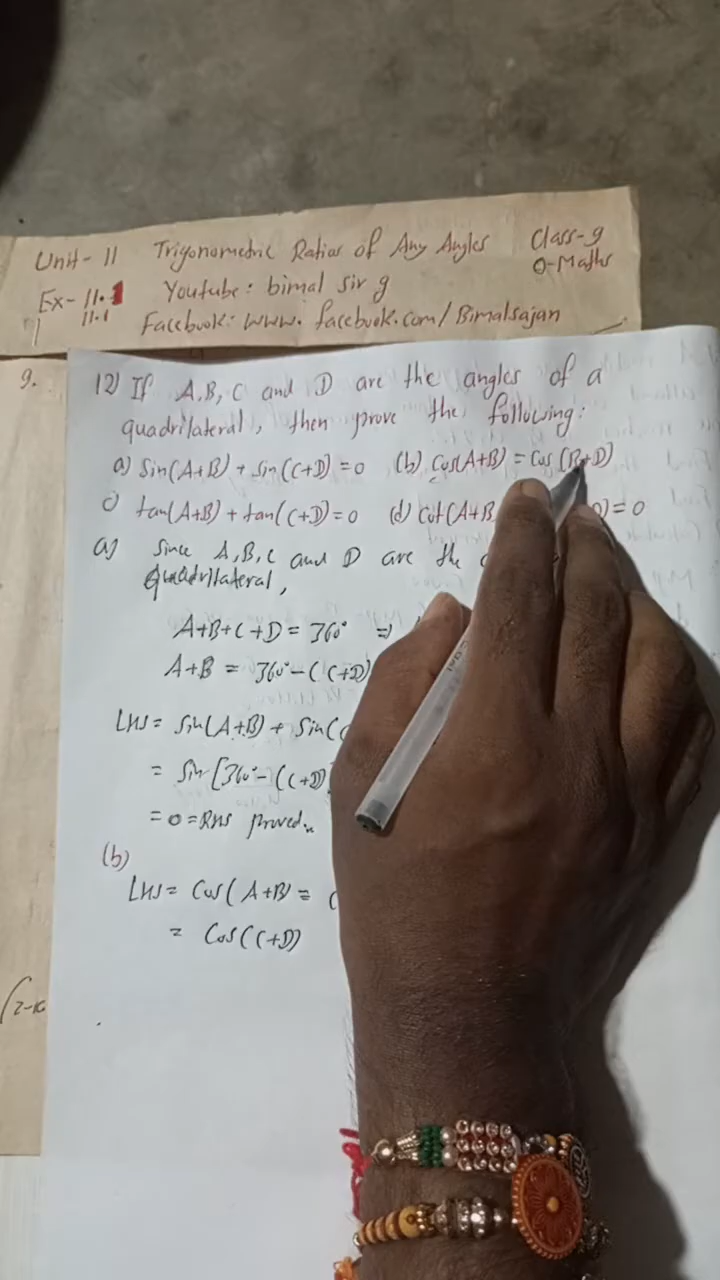 Unit - 11 Trigonometric Ratios of Any Angles Class-9
O-Maths
Ex- 11.1 Youtube: bimal sir g
11.1 Facebook: www.facebook.com/Bimalsajan
9.
12) If A, B, C and D are the angles of a
quadrilateral, then prove the following:
a) Sin(A+B) + Sin(C+D) = 0 (b) Cos(A+B) = Cos(+D)
c) tan(A+B) + tan(C+D) = 0 (d) Cot(A+B = 0
a) Since A, B, C and D are the
quadrilateral,
A+B+C+D = 360° =>
A+B = 360° - (C+D)
LHS = Sin(A+B) + Sin(
= Sin[360° - (C+D)
= 0 = RHS proved.
(b)
LHS = Cos(A+B) =
= Cos(C+D)